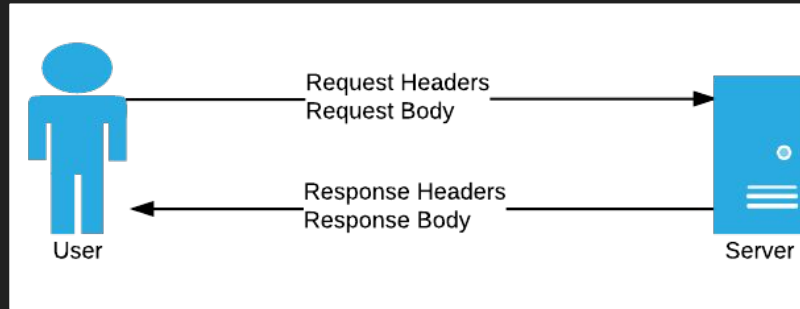 Request Headers
Request Body
Response Headers
Response Body
User
Server